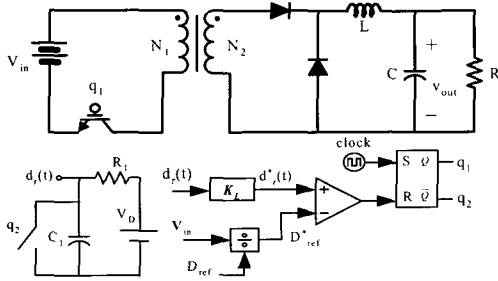 V_in
q_1
N_1
N_2
L
C
+
v_out
−
R
clock
d_r(t)
R_1
q_2
C_1
V_D
d_r(t)
K_L
d*_r(t)
V_in
÷
D_ref
D*_ref
+
−
S Q
R Q̄
q_1
q_2